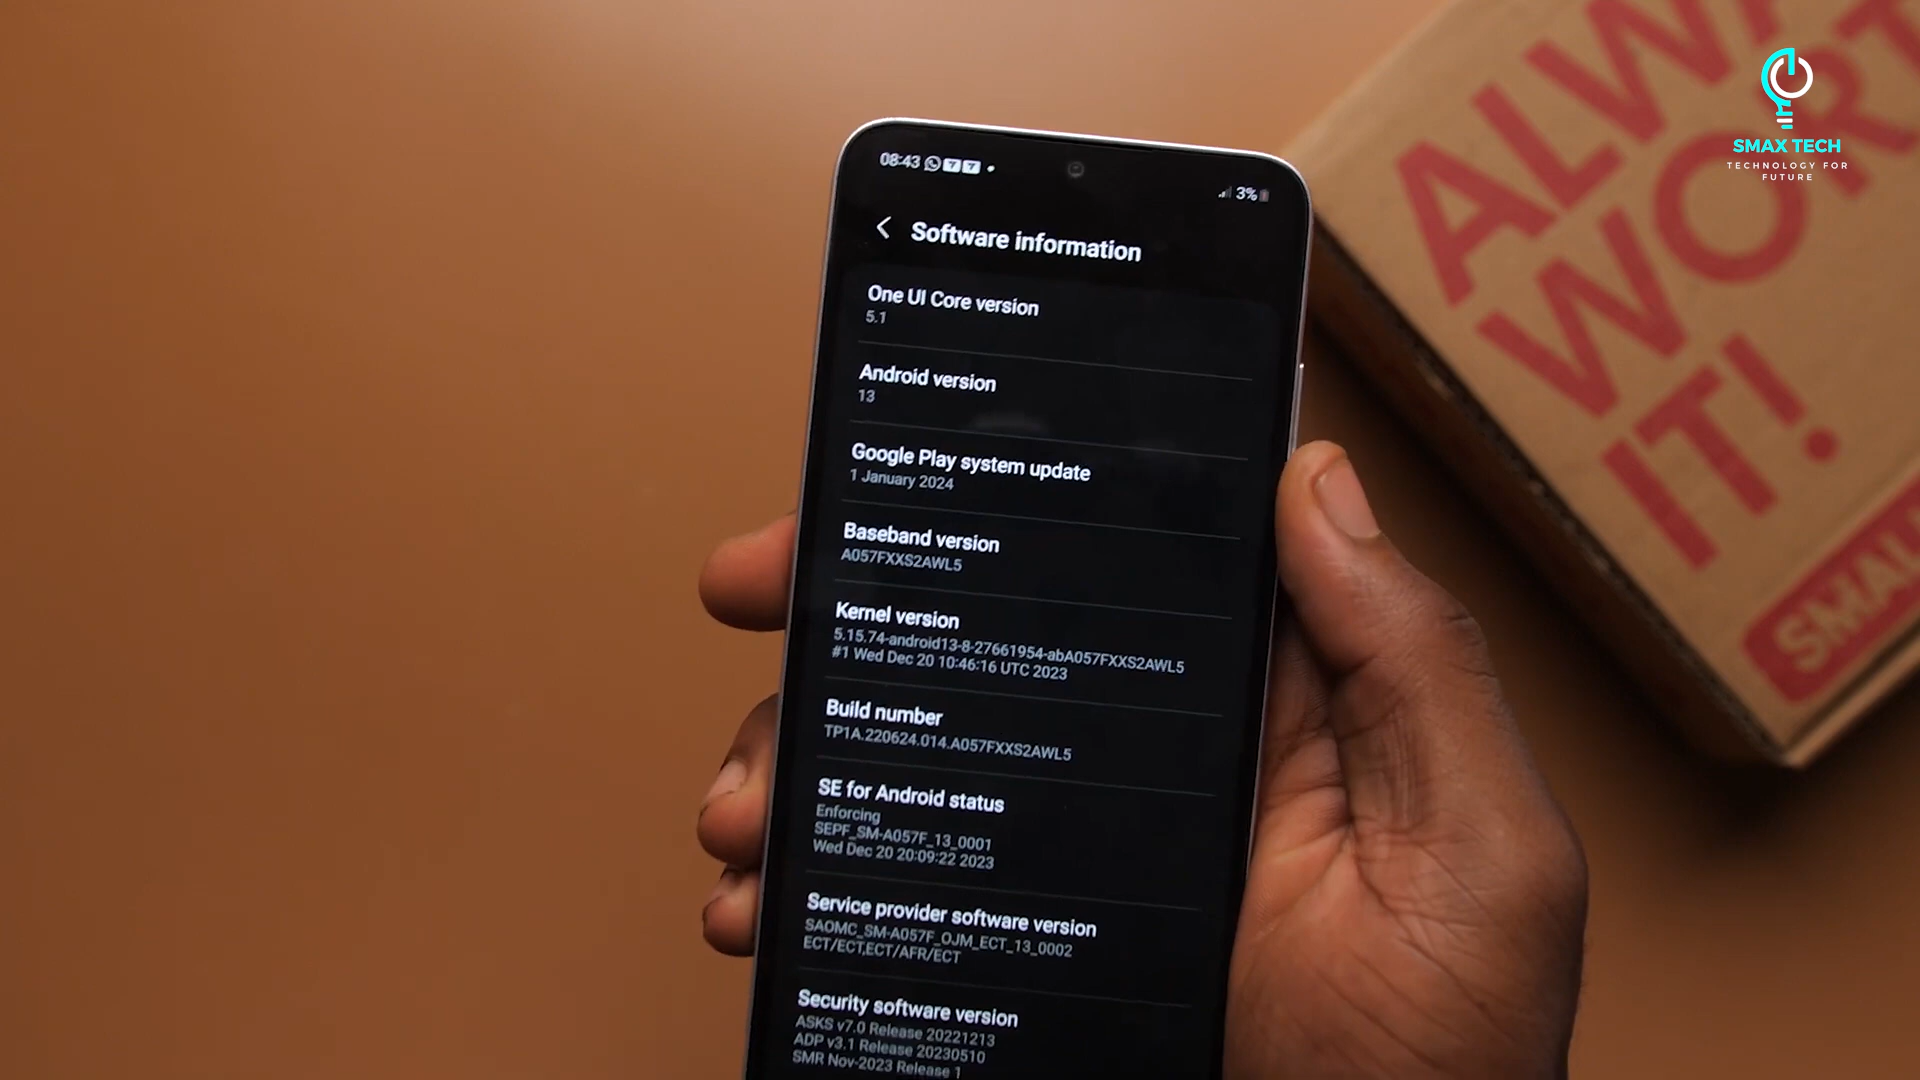 08:43
3%
Software information
One UI Core version
5.1
Android version
13
Google Play system update
1 January 2024
Baseband version
A057FXXS2AWL5
Kernel version
5.15.74-android13-8-27661954-abA057FXXS2AWL5
#1 Wed Dec 20 10:46:16 UTC 2023
Build number
TP1A.220624.014.A057FXXS2AWL5
SE for Android status
Enforcing
SEPF_SM-A057F_13_0001
Wed Dec 20 20:09:22 2023
Service provider software version
SAOMC_SM-A057F_OJM_ECT_13_0002
ECT/ECT,ECT/AFR/ECT
Security software version
ASKS v7.0 Release 20221213
ADP v3.1 Release 20230510
SMR Nov-2023 Release 1
WORT
IT!
SMAX TECH
TECHNOLOGY FOR
FUTURE